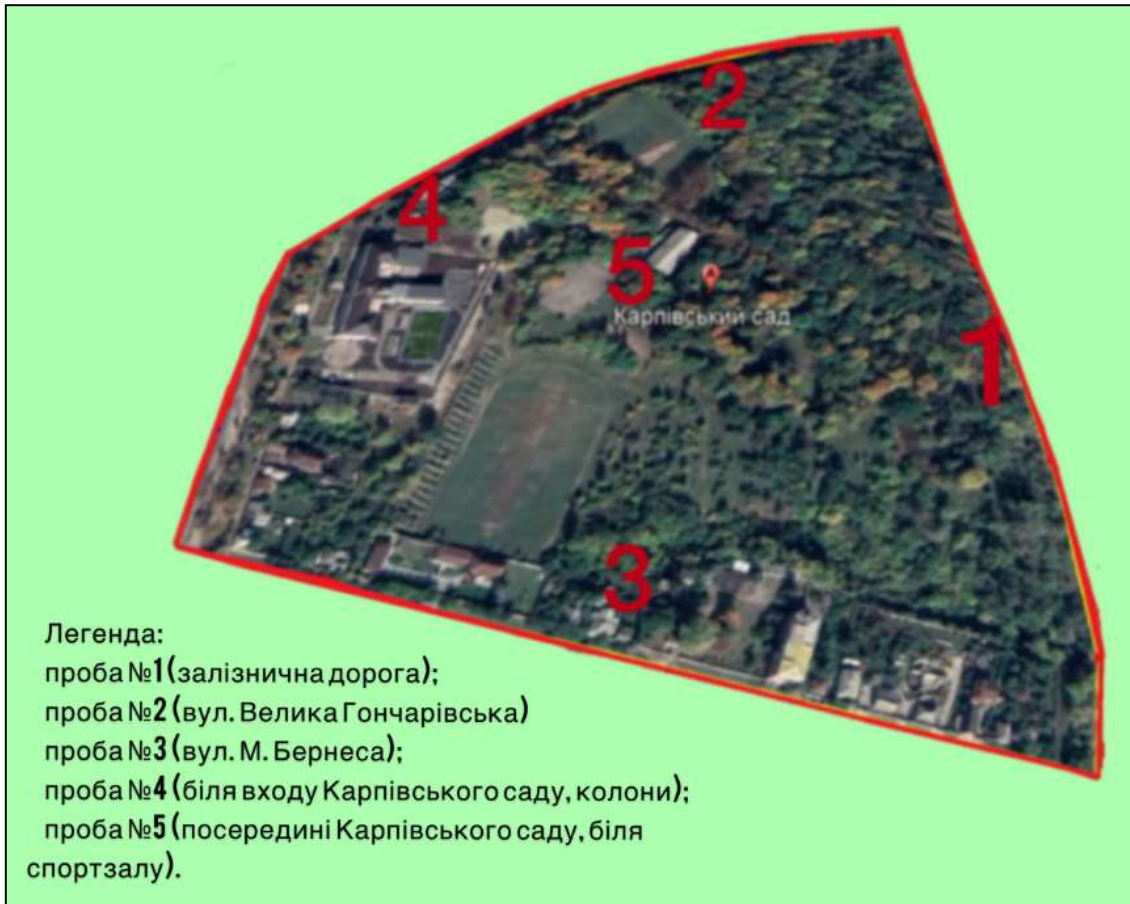 2
4
5
Карпівський сад
1
3
Легенда:
проба №1 (залізнична дорога);
проба №2 (вул. Велика Гончарівська)
проба №3 (вул. М. Бернеса);
проба №4 (біля входу Карпівського саду, колони);
проба №5 (посередині Карпівського саду, біля
спортзалу).